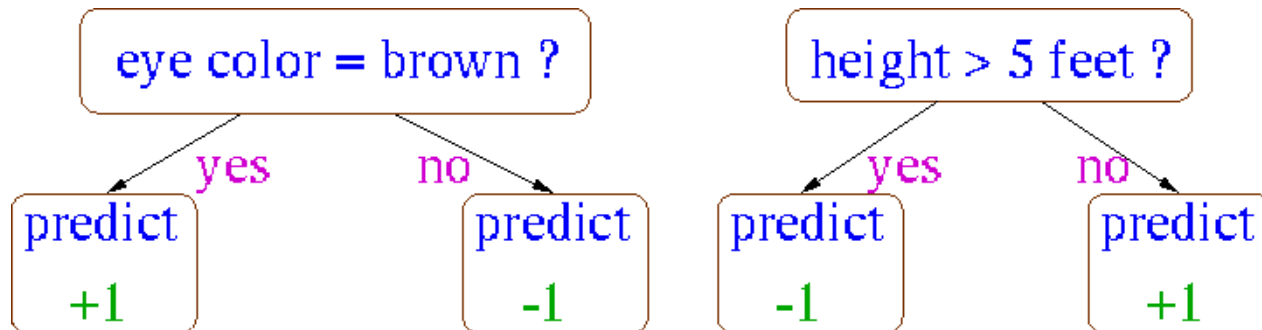 eye color = brown ?
yes
no
predict
+1
predict
-1
height > 5 feet ?
yes
no
predict
-1
predict
+1